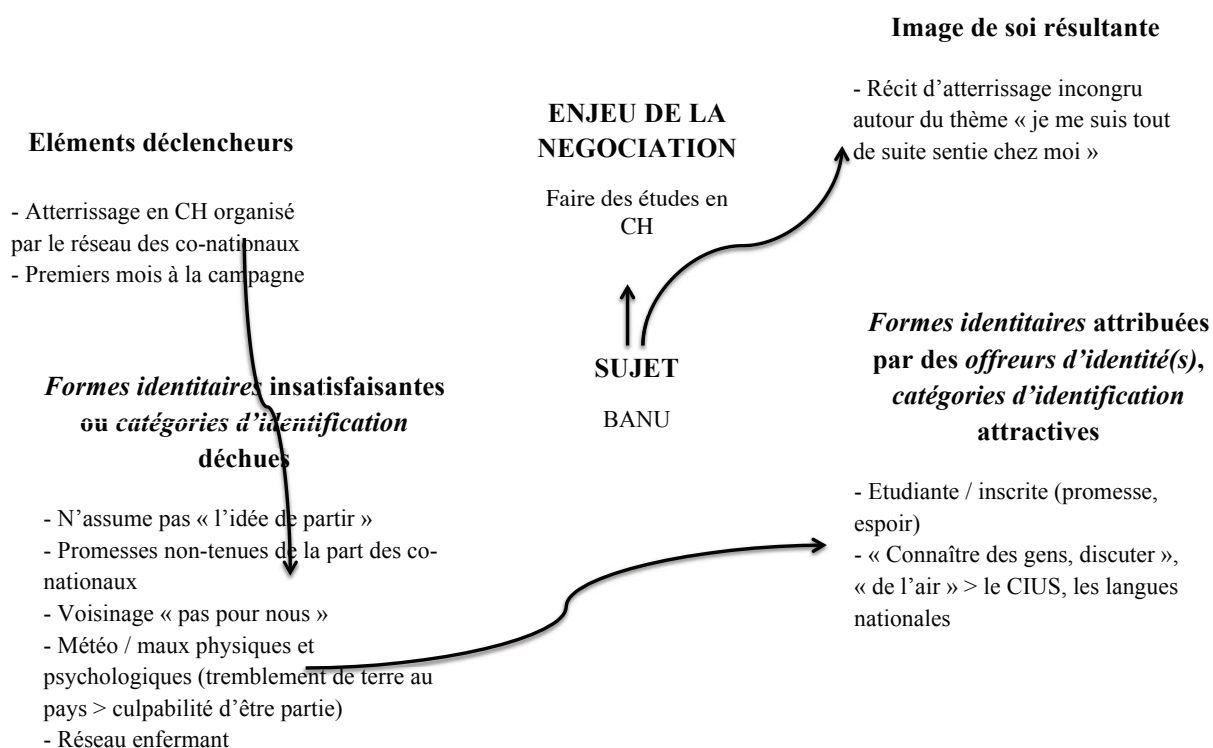 Image de soi résultante
- Récit d’atterrissage incongru
autour du thème « je me suis tout
de suite sentie chez moi »
ENJEU DE LA
NEGOCIATION
Faire des études en
CH
Eléments déclencheurs
- Atterrissage en CH organisé
par le réseau des co-nationaux
- Premiers mois à la campagne
SUJET
BANU
Formes identitaires insatisfaisantes
ou catégories d’identification
déchues
- N’assume pas « l’idée de partir »
- Promesses non-tenues de la part des co-
nationaux
- Voisinage « pas pour nous »
- Météo / maux physiques et
psychologiques (tremblement de terre au
pays > culpabilité d’être partie)
- Réseau enfermant
Formes identitaires attribuées
par des offreurs d’identité(s),
catégories d’identification
attractives
- Etudiante / inscrite (promesse,
espoir)
- « Connaître des gens, discuter »,
« de l’air » > le CIUS, les langues
nationales